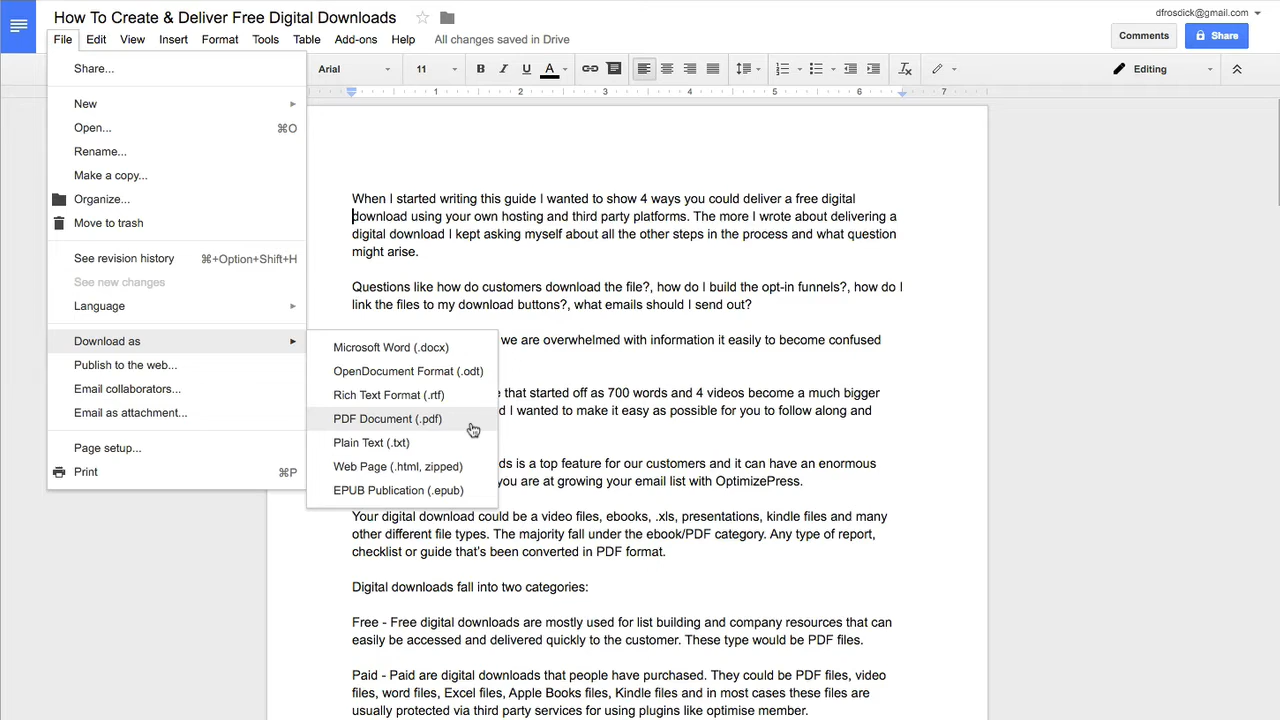 How To Create & Deliver Free Digital Downloads
dfrosdick@gmail.com
File Edit View Insert Format Tools Table Add-ons Help All changes saved in Drive
Comments
Share
Arial 11 B I U A
Editing
1 2 3 4 5 6 7
Share...
New
Open... ⌘O
Rename...
Make a copy...
Organize...
Move to trash
See revision history ⌘+Option+Shift+H
See new changes
Language
Download as
Publish to the web...
Email collaborators...
Email as attachment...
Page setup...
Print ⌘P
Microsoft Word (.docx)
OpenDocument Format (.odt)
Rich Text Format (.rtf)
PDF Document (.pdf)
Plain Text (.txt)
Web Page (.html, zipped)
EPUB Publication (.epub)
When I started writing this guide I wanted to show 4 ways you could deliver a free digital
download using your own hosting and third party platforms. The more I wrote about delivering a
digital download I kept asking myself about all the other steps in the process and what question
might arise.
Questions like how do customers download the file?, how do I build the opt-in funnels?, how do I
link the files to my download buttons?, what emails should I send out?
we are overwhelmed with information it easily to become confused
that started off as 700 words and 4 videos become a much bigger
I wanted to make it easy as possible for you to follow along and
is a top feature for our customers and it can have an enormous
you are at growing your email list with OptimizePress.
Your digital download could be a video files, ebooks, .xls, presentations, kindle files and many
other different file types. The majority fall under the ebook/PDF category. Any type of report,
checklist or guide that's been converted in PDF format.
Digital downloads fall into two categories:
Free - Free digital downloads are mostly used for list building and company resources that can
easily be accessed and delivered quickly to the customer. These type would be PDF files.
Paid - Paid are digital downloads that people have purchased. They could be PDF files, video
files, word files, Excel files, Apple Books files, Kindle files and in most cases these files are
usually protected via third party services for using plugins like optimise member.